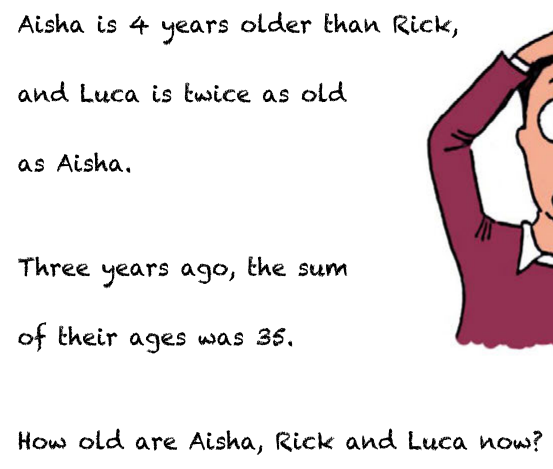 Aisha is 4 years older than Rick,
and Luca is twice as old
as Aisha.
Three years ago, the sum
of their ages was 35.
How old are Aisha, Rick and Luca now?